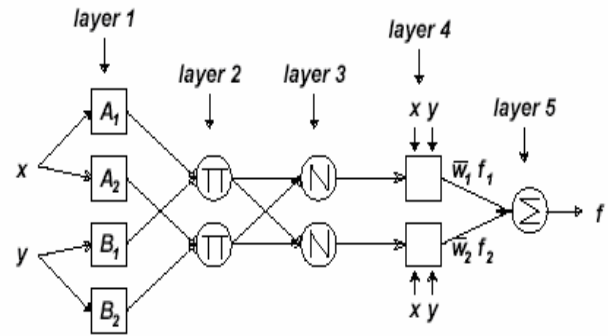 layer 1
layer 4
layer 2 layer 3
x y layer 5
A₁
x A₂ Π N w̅₁ f₁
Σ f
y B₁ Π N w̅₂ f₂
B₂
x y